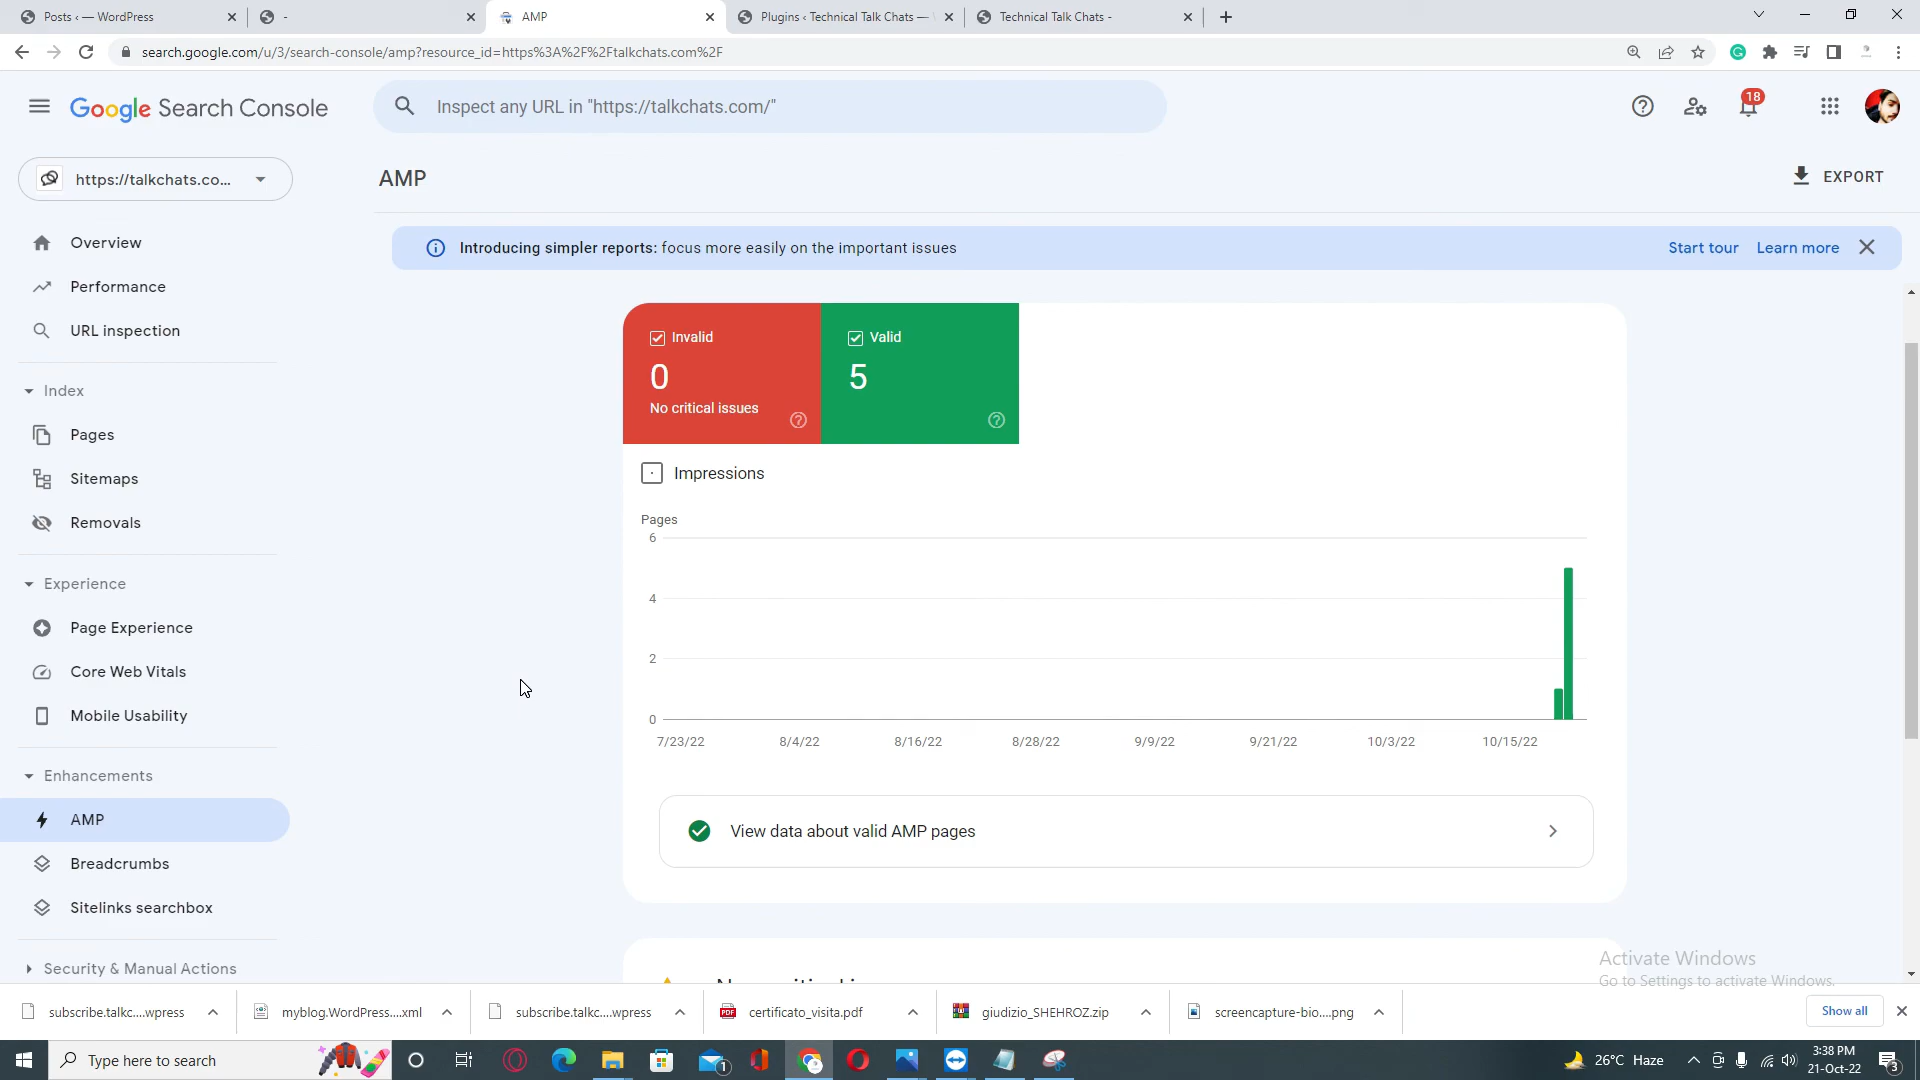 Posts ‹ — WordPress
-
AMP
Plugins ‹ Technical Talk Chats —
Technical Talk Chats -
search.google.com/u/3/search-console/amp?resource_id=https%3A%2F%2Ftalkchats.com%2F
Google Search Console
Inspect any URL in "https://talkchats.com/"
18
https://talkchats.co...
AMP
EXPORT
Introducing simpler reports: focus more easily on the important issues
Start tour
Learn more
Overview
Performance
URL inspection
Index
Pages
Sitemaps
Removals
Experience
Page Experience
Core Web Vitals
Mobile Usability
Enhancements
AMP
Breadcrumbs
Sitelinks searchbox
Security & Manual Actions
Invalid
0
No critical issues
Valid
5
Impressions
Pages
6
4
2
0
7/23/22 8/4/22 8/16/22 8/28/22 9/9/22 9/21/22 10/3/22 10/15/22
View data about valid AMP pages
Activate Windows
Go to Settings to activate Windows.
subscribe.talkc....wpress
myblog.WordPress....xml
subscribe.talkc....wpress
certificato_visita.pdf
giudizio_SHEHROZ.zip
screencapture-bio....png
Show all
Type here to search
1
26°C Haze
3:38 PM
21-Oct-22
3